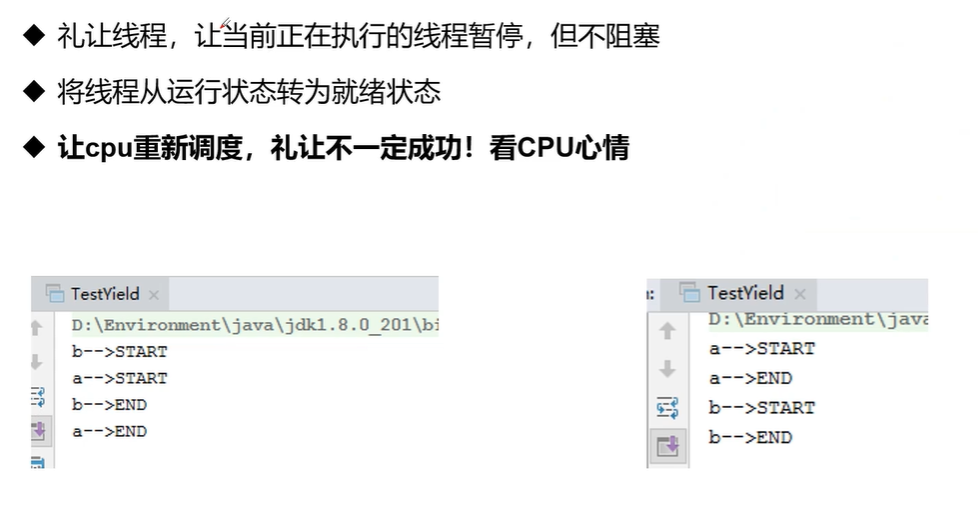 礼让线程，让当前正在执行的线程暂停，但不阻塞
将线程从运行状态转为就绪状态
让cpu重新调度，礼让不一定成功！看CPU心情
TestYield
D:\Environment\java\jdk1.8.0_201\bi
b-->START
a-->START
b-->END
a-->END
TestYield
D:\Environment\java
a-->START
a-->END
b-->START
b-->END